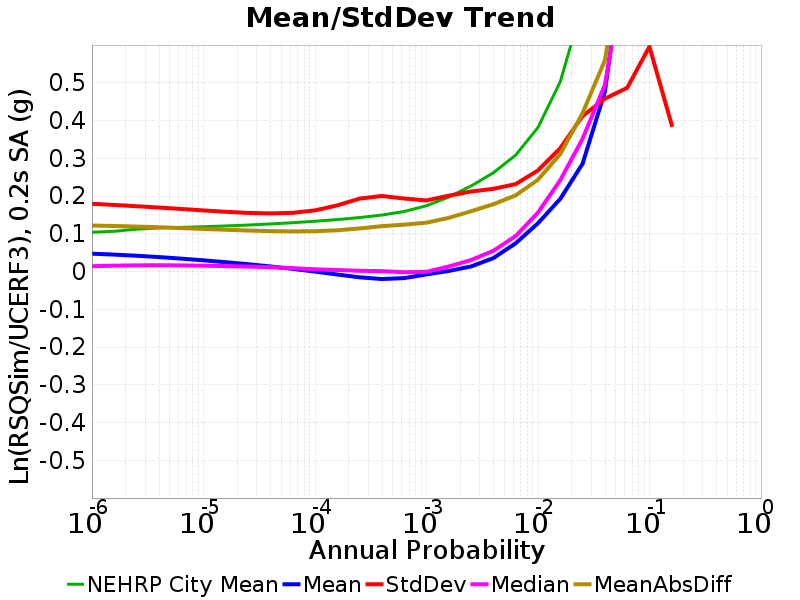 Mean/StdDev Trend
Ln(RSQSim/UCERF3), 0.2s SA (g)
0.5
0.4
0.3
0.2
0.1
0
-0.1
-0.2
-0.3
-0.4
-0.5
10^-6 10^-5 10^-4 10^-3 10^-2 10^-1 10^0
Annual Probability
NEHRP City Mean Mean StdDev Median MeanAbsDiff